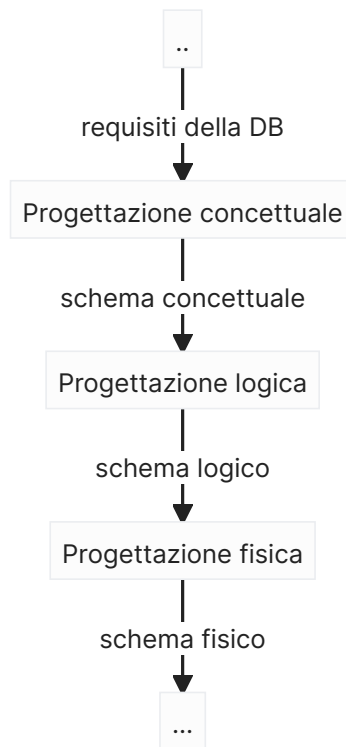 ..
requisiti della DB
Progettazione concettuale
schema concettuale
Progettazione logica
schema logico
Progettazione fisica
schema fisico
...